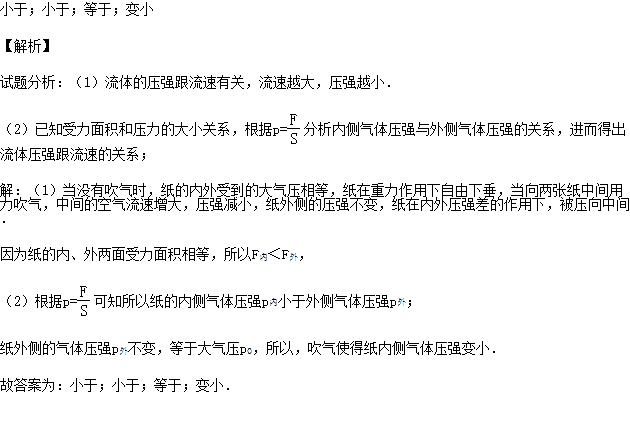 小于；小于；等于；变小
【解析】
试题分析：（1）流体的压强跟流速有关，流速越大，压强越小．
（2）已知受力面积和压力的大小关系，根据p=F/S 分析内侧气体压强与外侧气体压强的关系，进而得出
流体压强跟流速的关系；
解：（1）当没有吹气时，纸的内外受到的大气压相等，纸在重力作用下自由下垂，当向两张纸中间用
力吹气，中间的空气流速增大，压强减小，纸外侧的压强不变，纸在内外压强差的作用下，被压向中间
．
因为纸的内、外两面受力面积相等，所以F内＜F外，
（2）根据p=F/S 可知所以纸的内侧气体压强p内小于外侧气体压强p外；
纸外侧的气体压强p外不变，等于大气压p0，所以，吹气使得纸内侧气体压强变小．
故答案为：小于；小于；等于；变小．